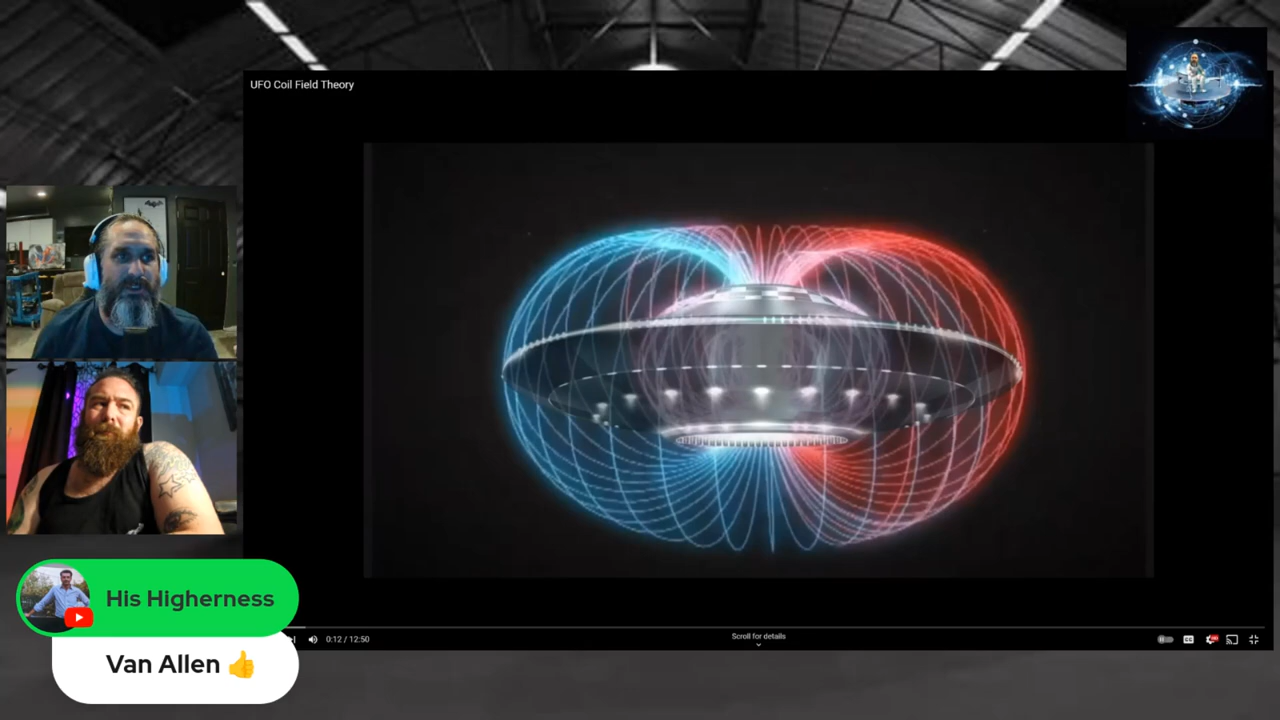 UFO Coil Field Theory
His Higherness
Van Allen 👍
0:12 / 12:50
Scroll for details